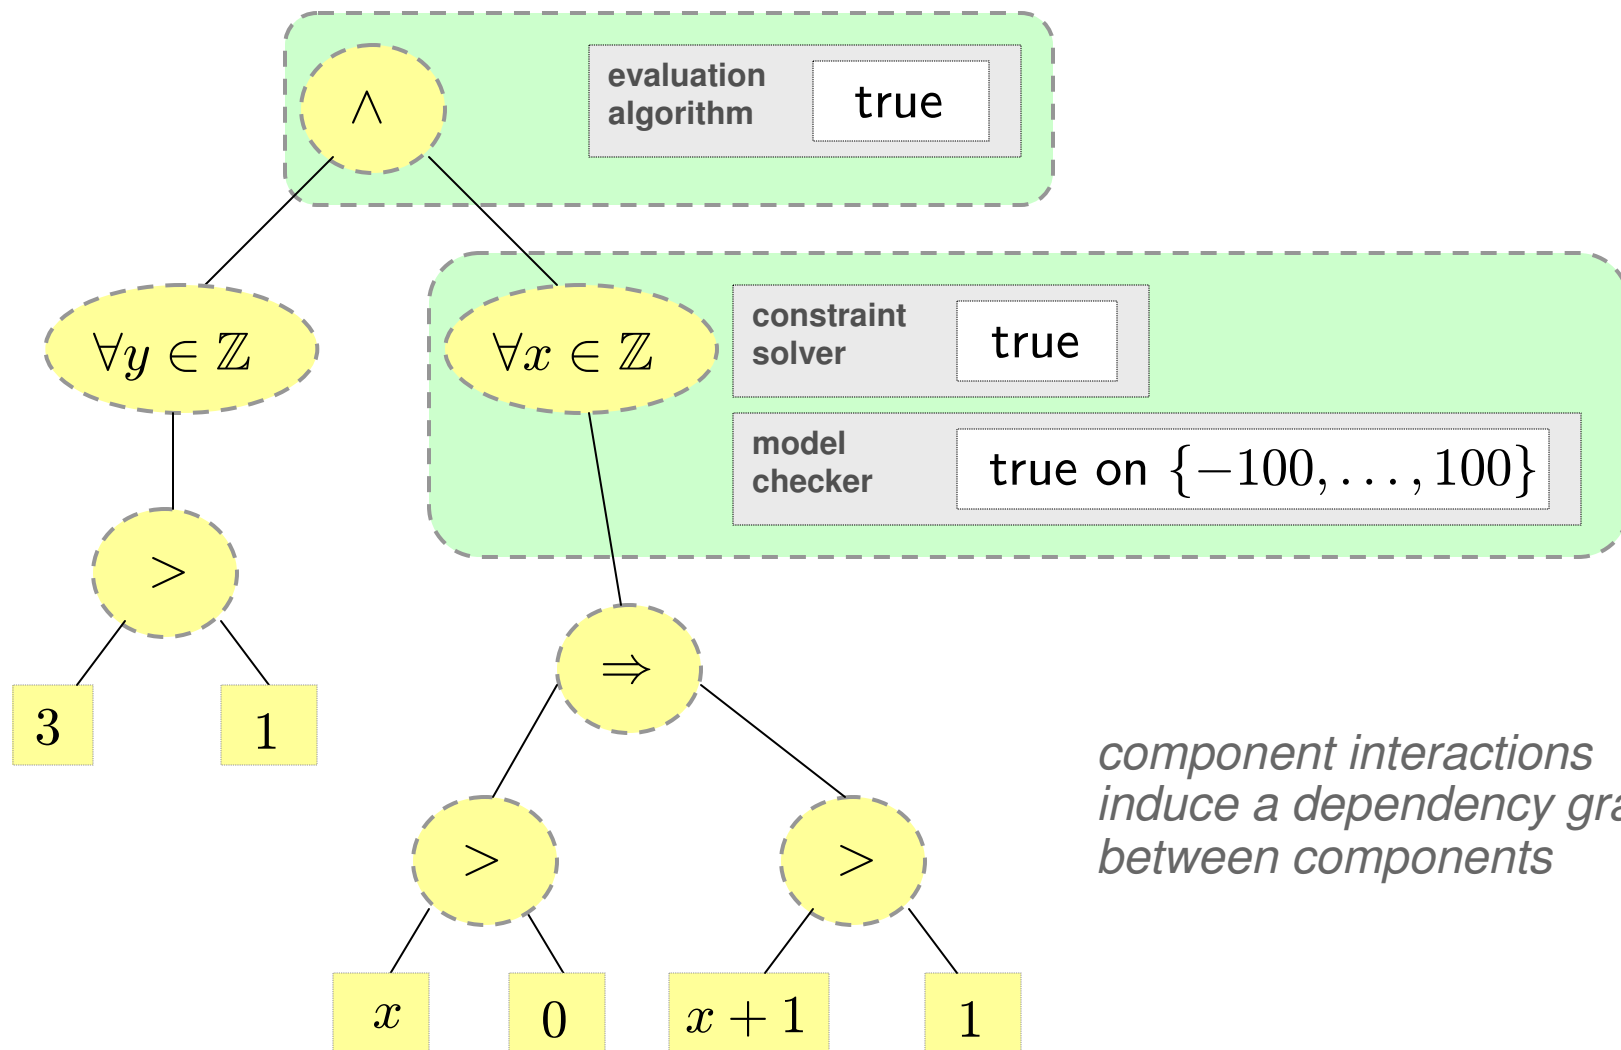 ∧
evaluation
algorithm
true
∀y ∈ ℤ
∀x ∈ ℤ
constraint
solver
true
model
checker
true on {−100, . . . , 100}
>
3
1
⇒
component interactions
induce a dependency gra
between components
>
>
x
0
x + 1
1